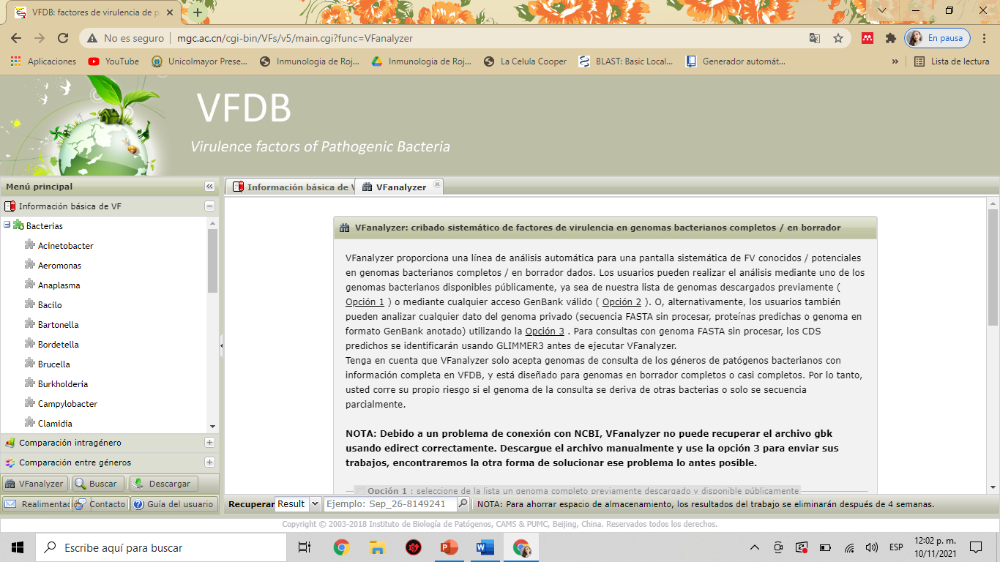 VFDB: factores de virulencia de p
No es seguro
mgc.ac.cn/cgi-bin/VFs/v5/main.cgi?func=VFanalyzer
En pausa
Aplicaciones
YouTube
Unicolmayor Prese...
Inmunologia de Roj...
Inmunologia de Roj...
La Celula Cooper
BLAST: Basic Local...
Generador automát...
»
Lista de lectura
VFDB
Virulence factors of Pathogenic Bacteria
Menú principal
Información básica de VF
Bacterias
Acinetobacter
Aeromonas
Anaplasma
Bacilo
Bartonella
Bordetella
Brucella
Burkholderia
Campylobacter
Clamidia
Comparación intragénero
Comparación entre géneros
VFanalyzer
Buscar
Descargar
Realimentac
Contacto
Guía del usuario
Información básica de V
VFanalyzer
VFanalyzer: cribado sistemático de factores de virulencia en genomas bacterianos completos / en borrador
VFanalyzer proporciona una línea de análisis automática para una pantalla sistemática de FV conocidos / potenciales
en genomas bacterianos completos / en borrador dados. Los usuarios pueden realizar el análisis mediante uno de los
genomas bacterianos disponibles públicamente, ya sea de nuestra lista de genomas descargados previamente (
Opción 1 ) o mediante cualquier acceso GenBank válido ( Opción 2 ). O, alternativamente, los usuarios también
pueden analizar cualquier dato del genoma privado (secuencia FASTA sin procesar, proteínas predichas o genoma en
formato GenBank anotado) utilizando la Opción 3 . Para consultas con genoma FASTA sin procesar, los CDS
predichos se identificarán usando GLIMMER3 antes de ejecutar VFanalyzer.
Tenga en cuenta que VFanalyzer solo acepta genomas de consulta de los géneros de patógenos bacterianos con
información completa en VFDB, y está diseñado para genomas en borrador completos o casi completos. Por lo tanto,
usted corre su propio riesgo si el genoma de la consulta se deriva de otras bacterias o solo se secuencia
parcialmente.
NOTA: Debido a un problema de conexión con NCBI, VFanalyzer no puede recuperar el archivo gbk
usando edirect correctamente. Descargue el archivo manualmente y use la opción 3 para enviar sus
trabajos, encontraremos la otra forma de solucionar ese problema lo antes posible.
Opción 1 : seleccione de la lista un genoma completo previamente descargado y disponible públicamente
Recuperar
Result
Ejemplo: Sep_26-8149241
NOTA: Para ahorrar espacio de almacenamiento, los resultados del trabajo se eliminarán después de 4 semanas.
Copyright © 2003-2018 Instituto de Biología de Patógenos, CAMS & PUMC, Beijing, China. Reservados todos los derechos.
Escribe aquí para buscar
ESP
12:02 p. m.
10/11/2021